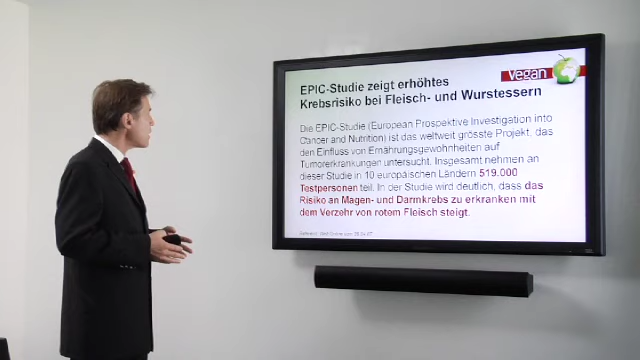 Vegan
EPIC-Studie zeigt erhöhtes
Krebsrisiko bei Fleisch- und Wurstessern
Die EPIC-Studie (European Prospektive Investigation into
Cancer and Nutrition) ist das weltweit grösste Projekt, das
den Einfluss von Ernährungsgewohnheiten auf
Tumorerkrankungen untersucht. Insgesamt nehmen an
dieser Studie in 10 europäischen Ländern 519.000
Testpersonen teil. In der Studie wird deutlich, dass das
Risiko an Magen- und Darmkrebs zu erkranken mit
dem Verzehr von rotem Fleisch steigt.